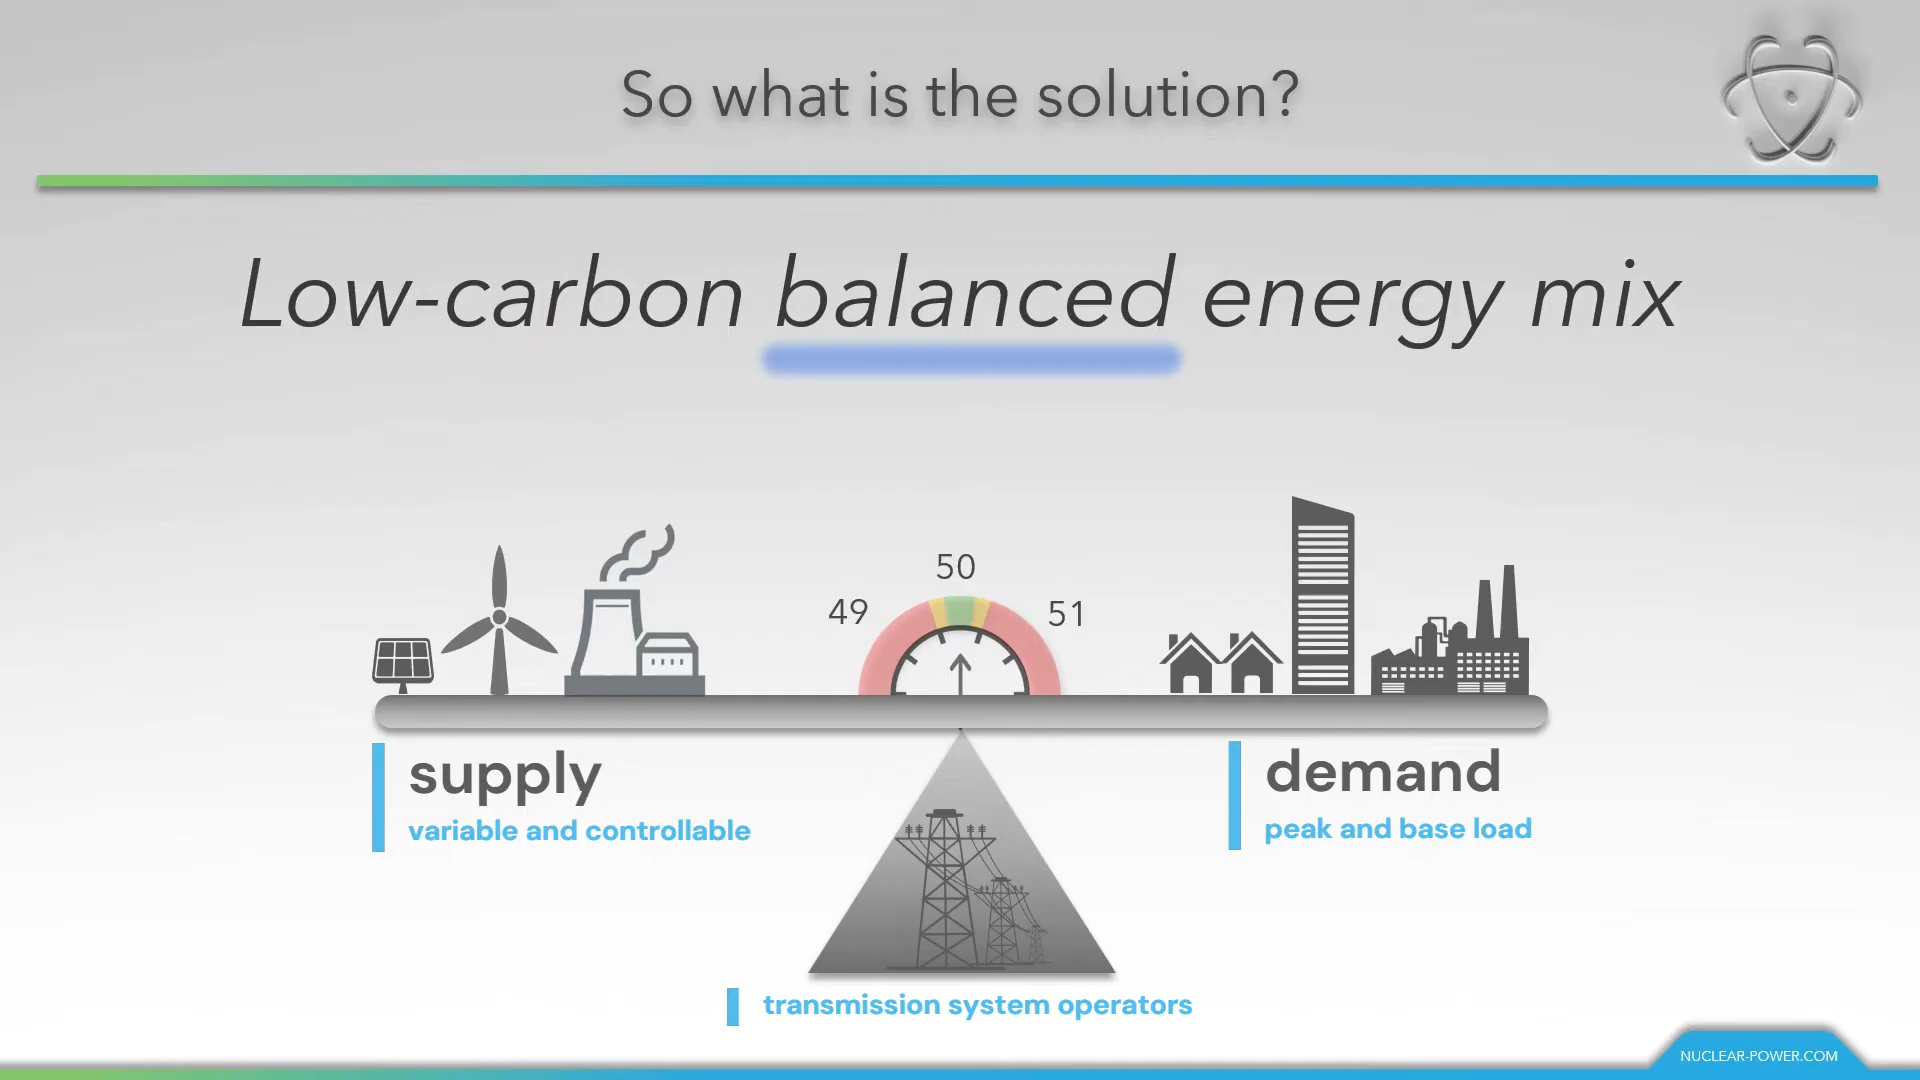 So what is the solution?
Low-carbon balanced energy mix
50
49
51
supply
variable and controllable
demand
peak and base load
transmission system operators
NUCLEAR-POWER.COM